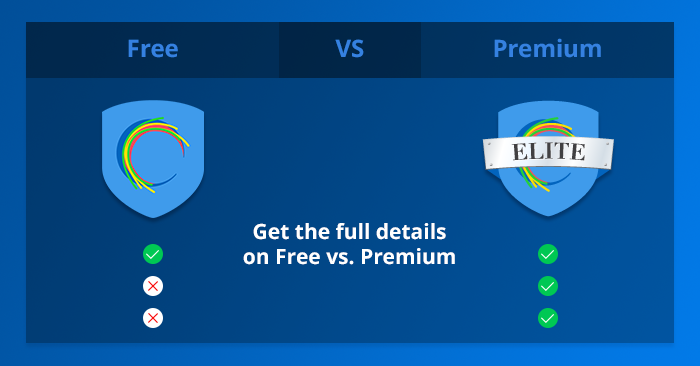 Free
VS
Premium
ELITE
Get the full details
on Free vs. Premium